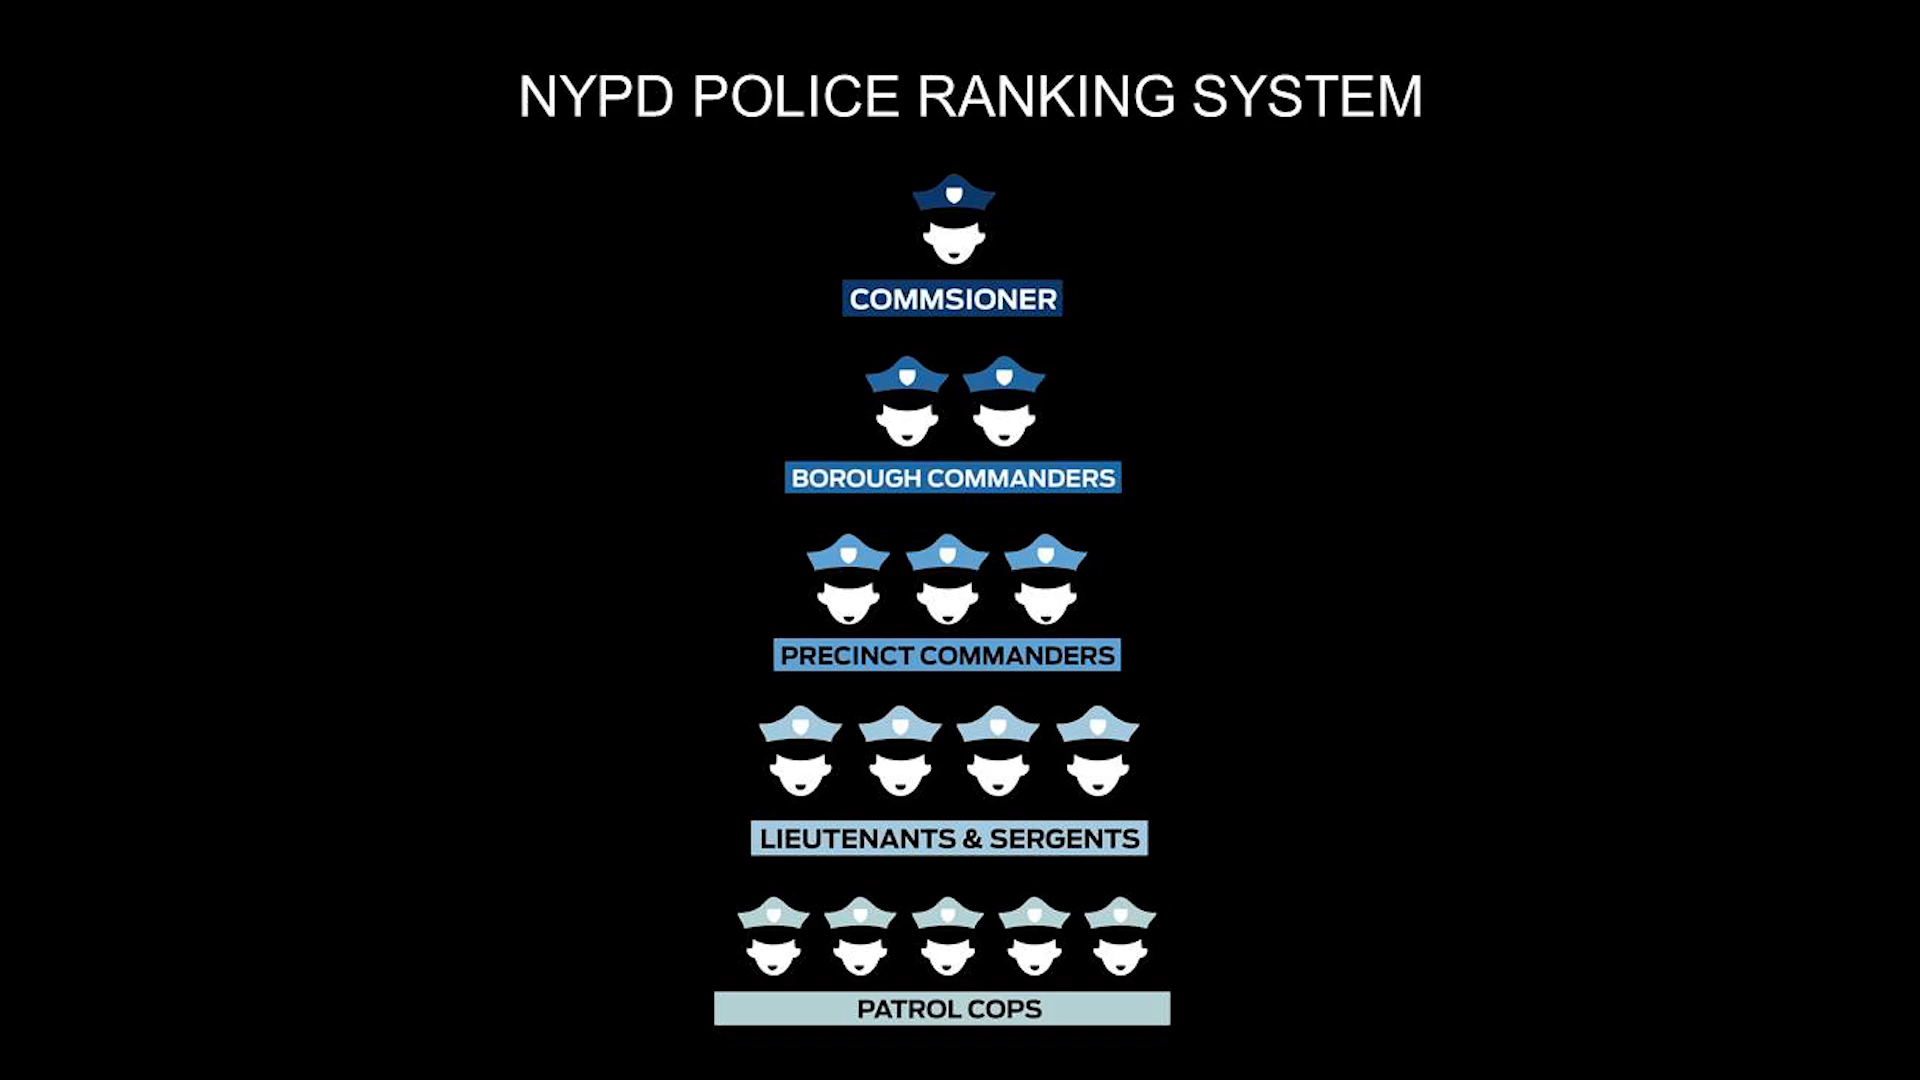 NYPD POLICE RANKING SYSTEM
COMMSIONER
BOROUGH COMMANDERS
PRECINCT COMMANDERS
LIEUTENANTS & SERGENTS
PATROL COPS